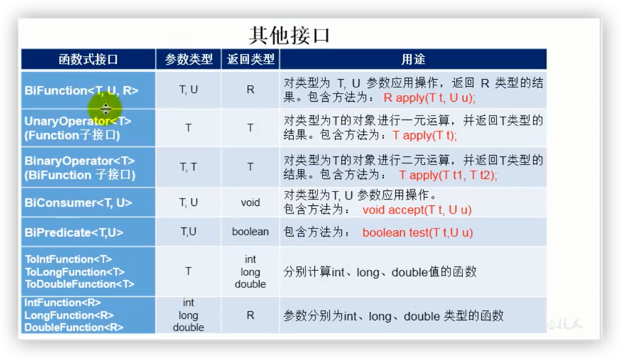 其他接口
函数式接口 参数类型 返回类型 用途
BiFunction<T, U, R> T, U R 对类型为 T, U 参数应用操作，返回 R 类型的结
果。包含方法为： R apply(T t, U u);
UnaryOperator<T> T T 对类型为T的对象进行一元运算，并返回T类型的
(Function子接口) 结果。包含方法为： T apply(T t);
BinaryOperator<T> T, T T 对类型为T的对象进行二元运算，并返回T类型的
(BiFunction 子接口) 结果。包含方法为： T apply(T t1, T t2);
BiConsumer<T, U> T, U void 对类型为T, U 参数应用操作。
包含方法为： void accept(T t, U u)
BiPredicate<T,U> T,U boolean 包含方法为： boolean test(T t,U u)
ToIntFunction<T> int
ToLongFunction<T> T long 分别计算int、long、double值的函数
ToDoubleFunction<T> double
IntFunction<R> int
LongFunction<R> long R 参数分别为int、long、double 类型的函数
DoubleFunction<R> double
技术